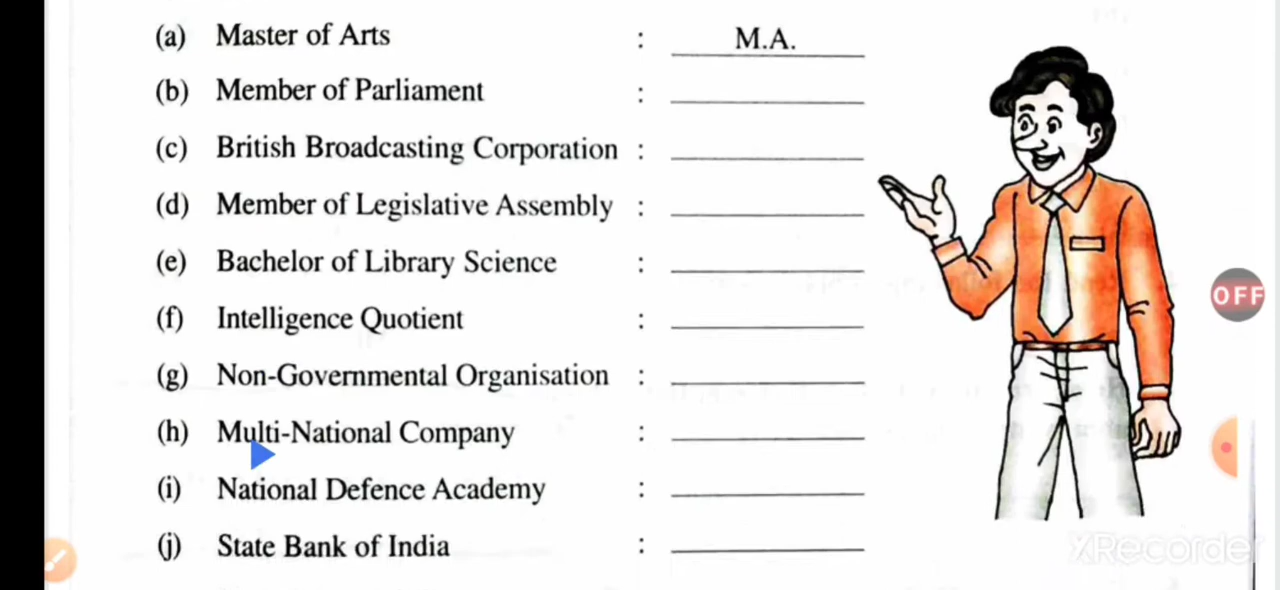 (a) Master of Arts : M.A.
(b) Member of Parliament :
(c) British Broadcasting Corporation :
(d) Member of Legislative Assembly :
(e) Bachelor of Library Science :
(f) Intelligence Quotient :
(g) Non-Governmental Organisation :
(h) Multi-National Company :
(i) National Defence Academy :
(j) State Bank of India :
OFF
XRecorder